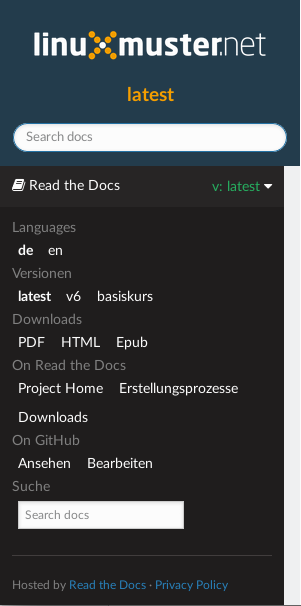 linuxmuster.net
latest
Search docs
Read the Docs v: latest
Languages
de en
Versionen
latest v6 basiskurs
Downloads
PDF HTML Epub
On Read the Docs
Project Home Erstellungsprozesse
Downloads
On GitHub
Ansehen Bearbeiten
Suche
Search docs
Hosted by Read the Docs · Privacy Policy